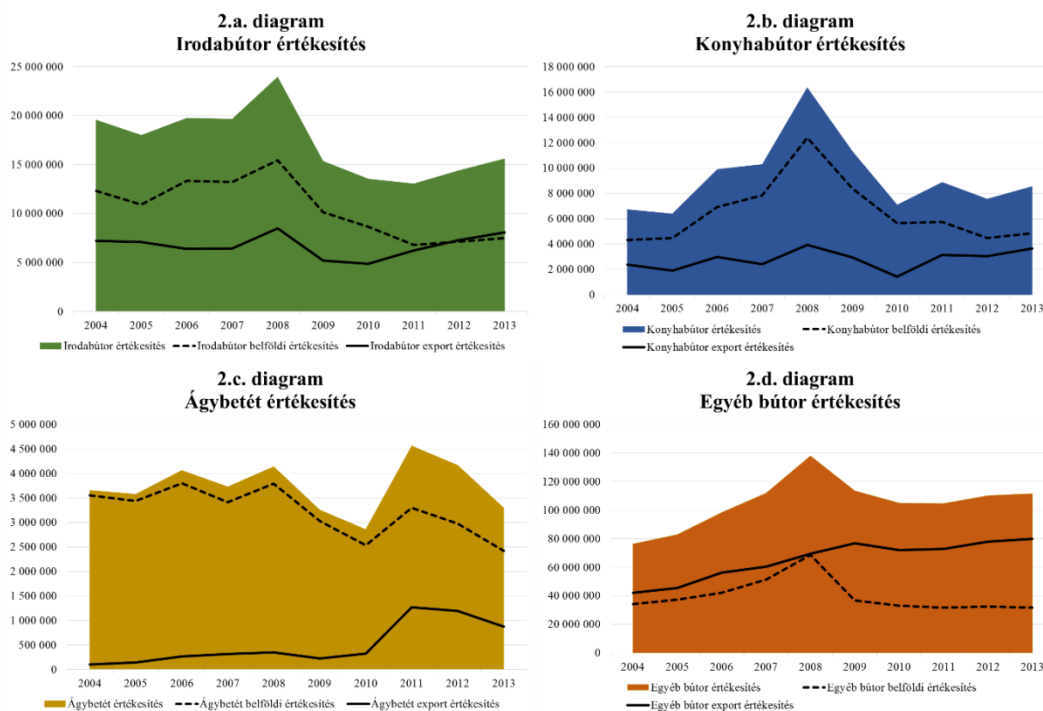 2.a. diagram
Irodabútor értékesítés
25 000 000
20 000 000
15 000 000
10 000 000
5 000 000
0
2004 2005 2006 2007 2008 2009 2010 2011 2012 2013
Irodabútor értékesítés Irodabútor belföldi értékesítés Irodabútor export értékesítés
2.b. diagram
Konyhabútor értékesítés
18 000 000
16 000 000
14 000 000
12 000 000
10 000 000
8 000 000
6 000 000
4 000 000
2 000 000
0
2004 2005 2006 2007 2008 2009 2010 2011 2012 2013
Konyhabútor értékesítés Konyhabútor belföldi értékesítés
Konyhabútor export értékesítés
2.c. diagram
Ágybetét értékesítés
5 000 000
4 500 000
4 000 000
3 500 000
3 000 000
2 500 000
2 000 000
1 500 000
1 000 000
500 000
0
2004 2005 2006 2007 2008 2009 2010 2011 2012 2013
Ágybetét értékesítés Ágybetét belföldi értékesítés Ágybetét export értékesítés
2.d. diagram
Egyéb bútor értékesítés
160 000 000
140 000 000
120 000 000
100 000 000
80 000 000
60 000 000
40 000 000
20 000 000
0
2004 2005 2006 2007 2008 2009 2010 2011 2012 2013
Egyéb bútor értékesítés Egyéb bútor belföldi értékesítés
Egyéb bútor export értékesítés